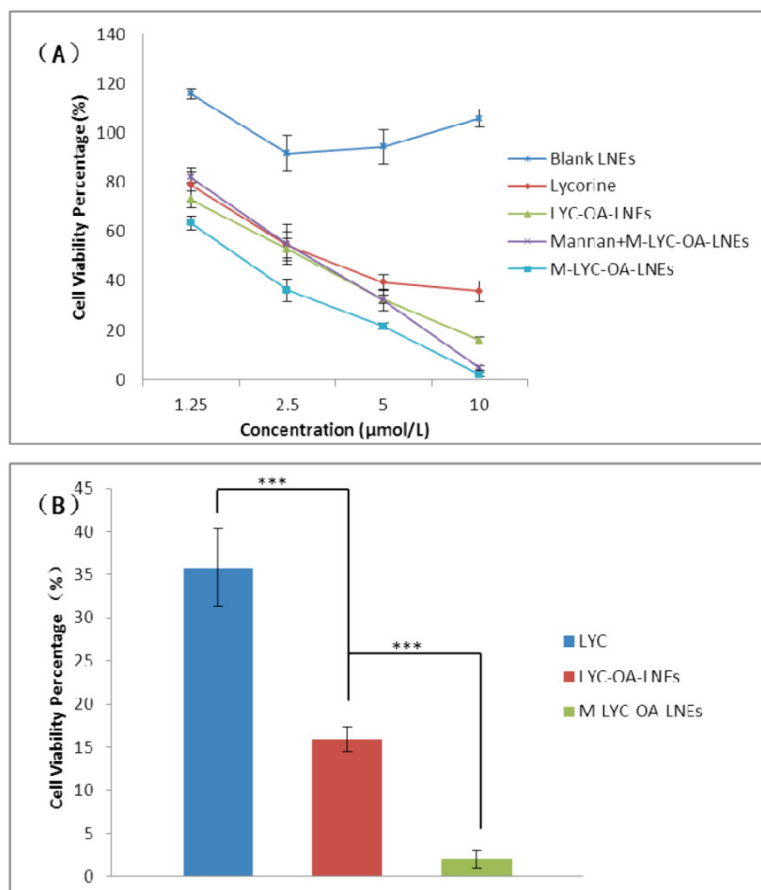 (A)
Cell Viability Percentage (%)
140
120
100
80
60
40
20
0
1.25 2.5 5 10
Concentration (μmol/L)
Blank LNEs
Lycorine
LYC-OA-LNEs
Mannan+M-LYC-OA-LNEs
M-LYC-OA-LNEs
(B)
Cell Viability Percentage (%)
45
40
35
30
25
20
15
10
5
0
***
***
LYC
LYC-OA-LNEs
M-LYC-OA-LNEs